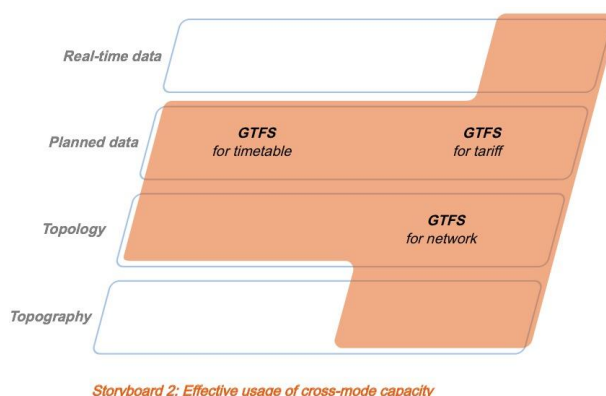 Real-time data
Planned data
GTFS
for timetable
GTFS
for tariff
Topology
GTFS
for network
Topography
Storyboard 2: Effective usage of cross-mode capacity